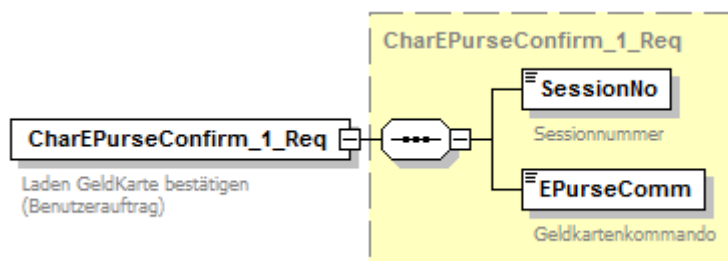 CharEPurseConfirm_1_Req
SessionNo
Sessionnummer
CharEPurseConfirm_1_Req
Laden GeldKarte bestätigen
(Benutzerauftrag)
EPurseComm
Geldkartenkommando